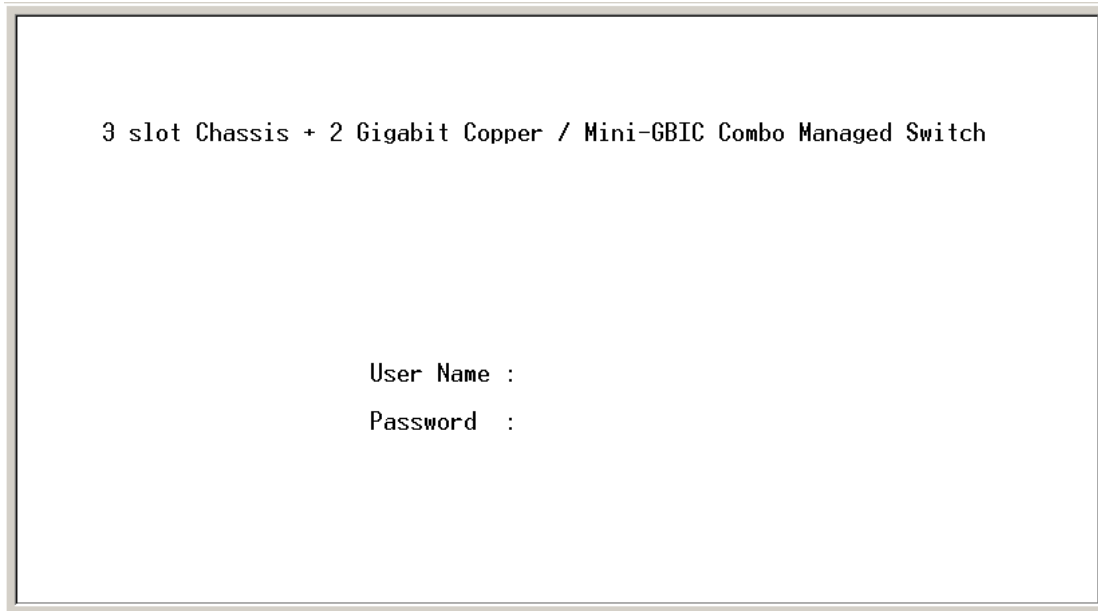 3 slot Chassis + 2 Gigabit Copper / Mini-GBIC Combo Managed Switch
User Name :
Password  :